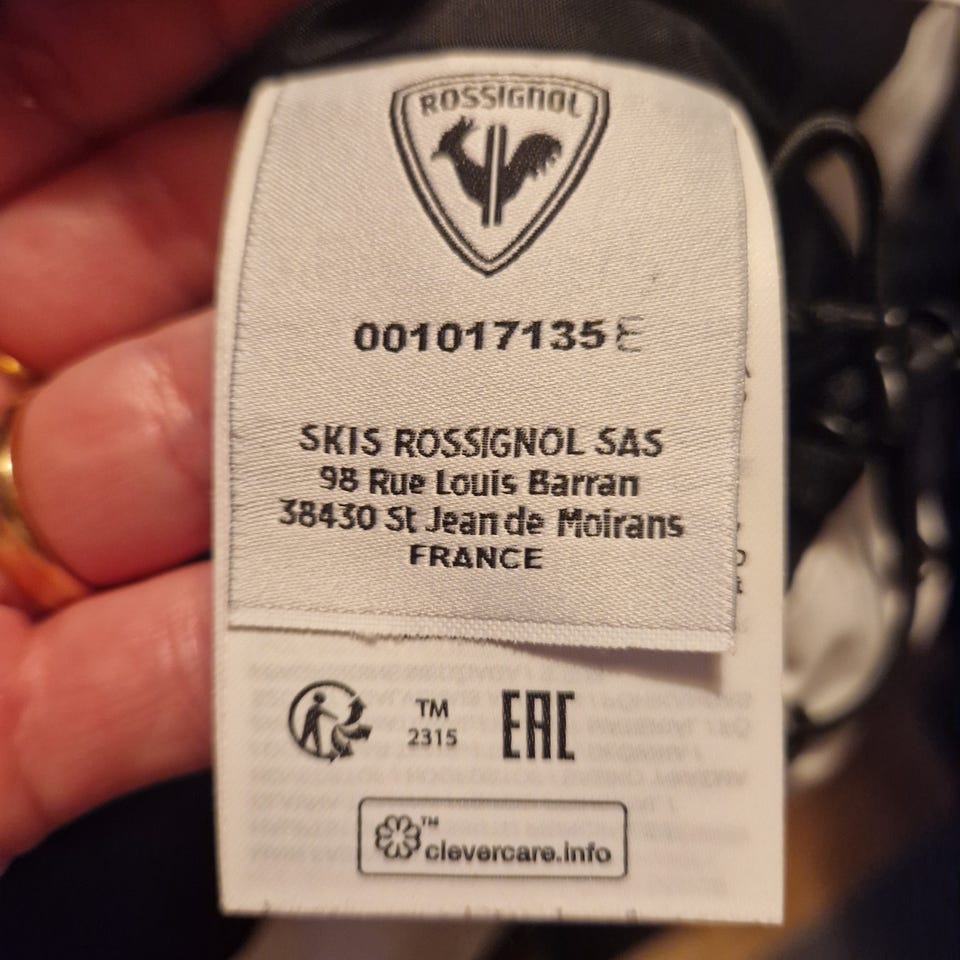 ROSSIGNOL
001017135E
SKIS ROSSIGNOL SAS
98 Rue Louis Barran
38430 St Jean de Moirans
FRANCE
TM
2315
EAC
TM
clevercare.info